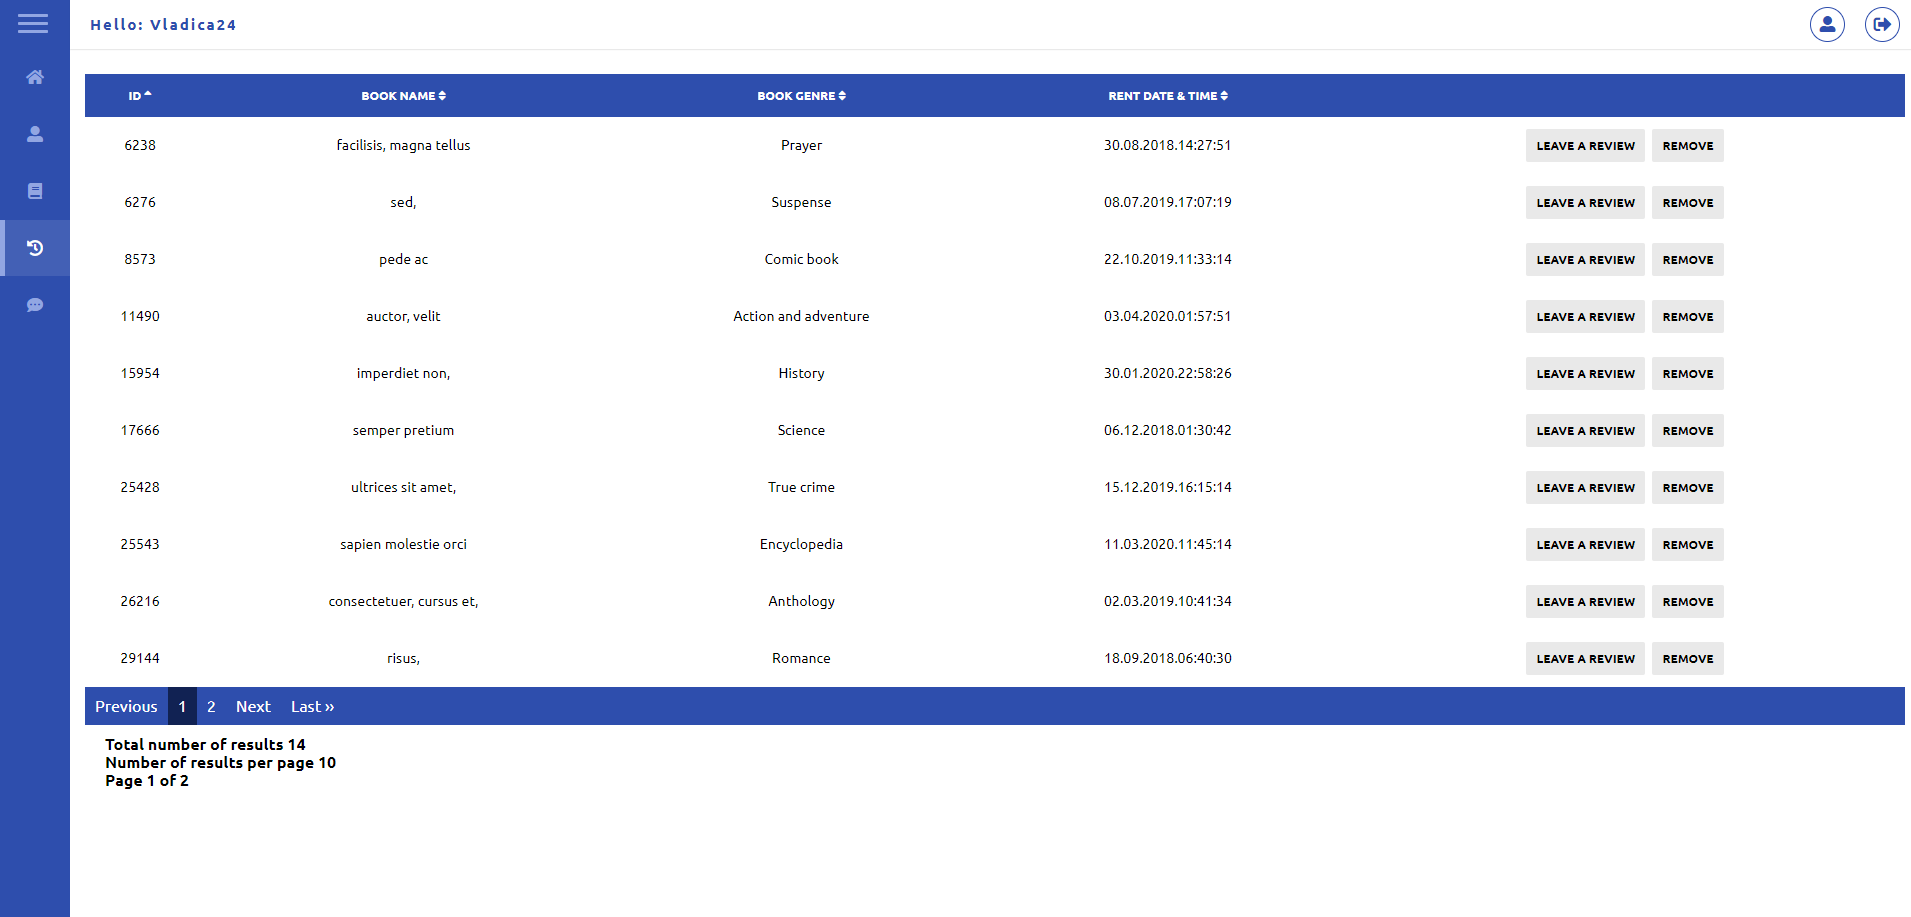 Hello: Vladica24
ID BOOK NAME BOOK GENRE RENT DATE & TIME
6238 facilisis, magna tellus Prayer 30.08.2018.14:27:51 LEAVE A REVIEW REMOVE
6276 sed, Suspense 08.07.2019.17:07:19 LEAVE A REVIEW REMOVE
8573 pede ac Comic book 22.10.2019.11:33:14 LEAVE A REVIEW REMOVE
11490 auctor, velit Action and adventure 03.04.2020.01:57:51 LEAVE A REVIEW REMOVE
15954 imperdiet non, History 30.01.2020.22:58:26 LEAVE A REVIEW REMOVE
17666 semper pretium Science 06.12.2018.01:30:42 LEAVE A REVIEW REMOVE
25428 ultrices sit amet, True crime 15.12.2019.16:15:14 LEAVE A REVIEW REMOVE
25543 sapien molestie orci Encyclopedia 11.03.2020.11:45:14 LEAVE A REVIEW REMOVE
26216 consectetuer, cursus et, Anthology 02.03.2019.10:41:34 LEAVE A REVIEW REMOVE
29144 risus, Romance 18.09.2018.06:40:30 LEAVE A REVIEW REMOVE
Previous 1 2 Next Last »
Total number of results 14
Number of results per page 10
Page 1 of 2